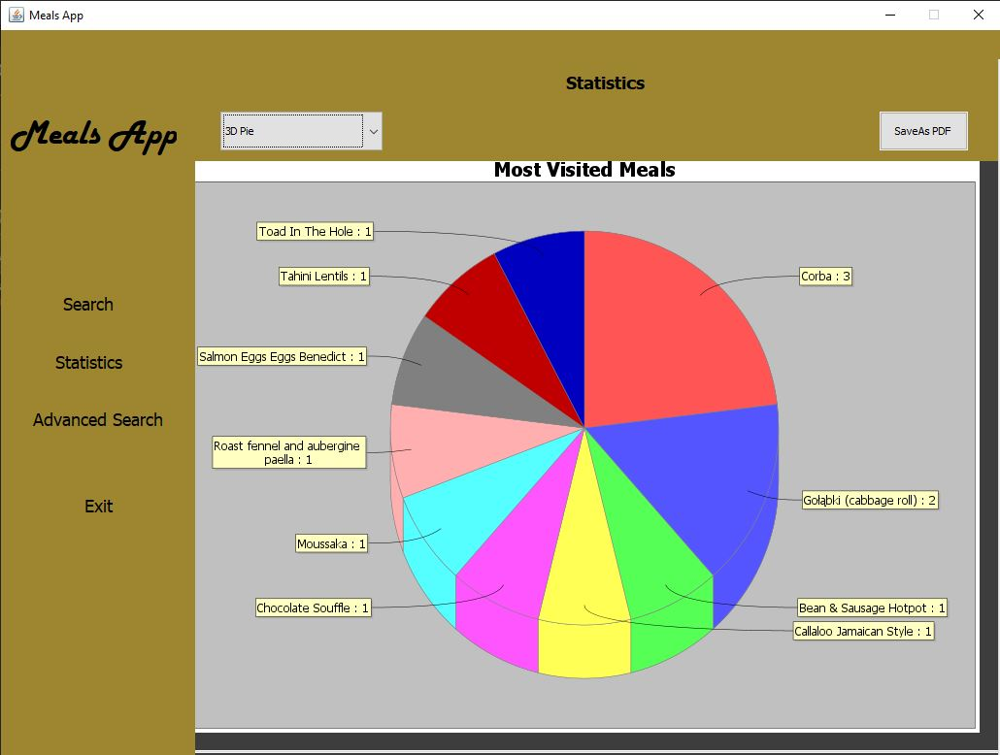 Meals App
Statistics
Meals App
3D Pie
SaveAs PDF
Search
Statistics
Advanced Search
Exit
Most Visited Meals
Toad In The Hole : 1
Tahini Lentils : 1
Corba : 3
Salmon Eggs Eggs Benedict : 1
Roast fennel and aubergine
paella : 1
Gołąbki (cabbage roll) : 2
Moussaka : 1
Chocolate Souffle : 1
Bean & Sausage Hotpot : 1
Callaloo Jamaican Style : 1